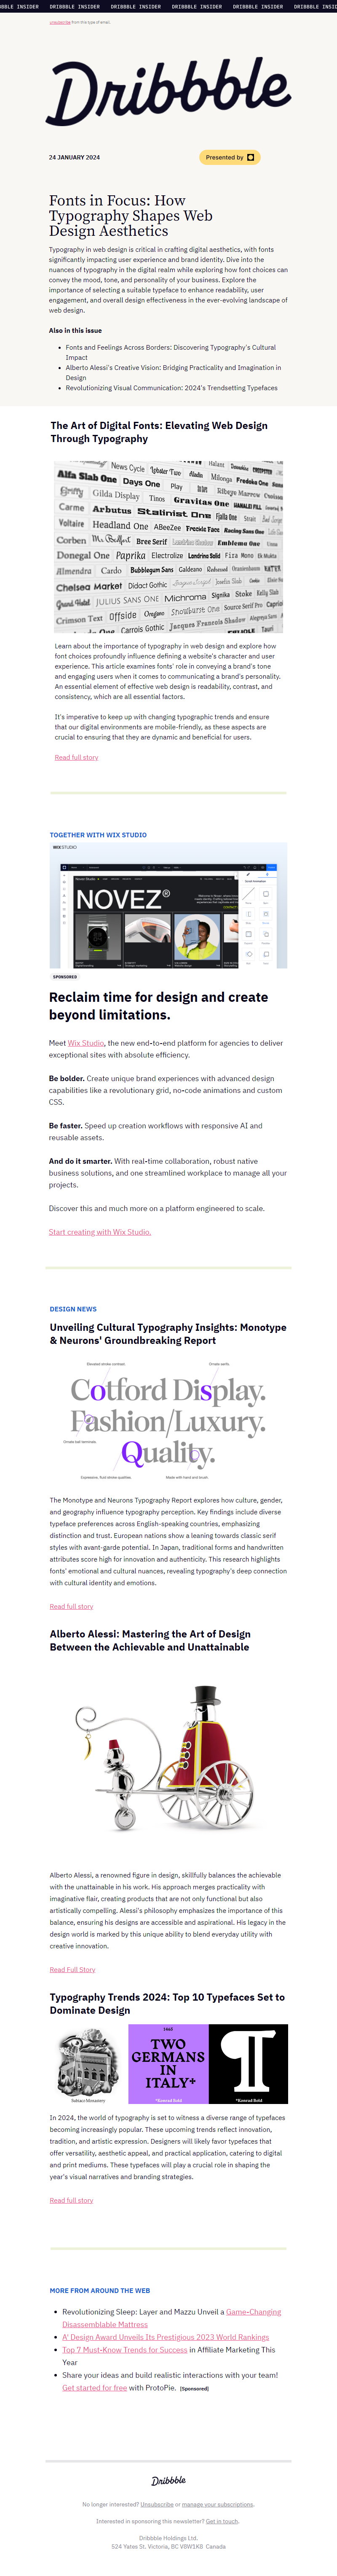 BBLE INSIDER DRIBBBLE INSIDER DRIBBBLE INSIDER DRIBBBLE INSIDER DRIBBBLE INSIDER DRIBBBLE INSID
unsubscribe from this type of email.
Dribbble
24 JANUARY 2024
Presented by
Fonts in Focus: How
Typography Shapes Web
Design Aesthetics
Typography in web design is critical in crafting digital aesthetics, with fonts
significantly impacting user experience and brand identity. Dive into the
nuances of typography in the digital realm while exploring how font choices can
convey the mood, tone, and personality of your business. Explore the
importance of selecting a suitable typeface to enhance readability, user
engagement, and overall design effectiveness in the ever-evolving landscape of
web design.
Also in this issue
• Fonts and Feelings Across Borders: Discovering Typography's Cultural
Impact
• Alberto Alessi's Creative Vision: Bridging Practicality and Imagination in
Design
• Revolutionizing Visual Communication: 2024's Trendsetting Typefaces
The Art of Digital Fonts: Elevating Web Design
Through Typography
News Cycle
Alfa Slab One Days One Play
Gilda Display Tinos Gravitas One
Carme Arbutus Statinist One Fjalla One
Voltaire Headland One ABeeZee Racing Sans One
Korben Mrs Bedfort Bree Serif Emblema One
Donegal One Paprika Electrolize Londrina Solid Fira Mono
Almendra Cardo Bubblegum Sans Galdeano Rosario
Chelsea Market Didact Gothic Signika Stoke Kelly Slab
Junge LILITA ONE Michroma
Crimson Text Offside Oregano
Gudea Clam One Carrois Gothic Jacques Francois Shadow
Learn about the importance of typography in web design and explore how
font choices profoundly influence defining a website's character and user
experience. This article examines fonts' role in conveying a brand's tone
and engaging users when it comes to communicating a brand's personality.
An essential element of effective web design is readability, contrast, and
consistency, which are all essential factors.
It's imperative to keep up with changing typographic trends and ensure
that our digital environments are mobile-friendly, as these aspects are
crucial to ensuring that they are dynamic and beneficial for users.
Read full story
TOGETHER WITH WIX STUDIO
WIXSTUDIO
NOVEZ®
SPONSORED
Reclaim time for design and create
beyond limitations.
Meet Wix Studio, the new end-to-end platform for agencies to deliver
exceptional sites with absolute efficiency.
Be bolder. Create unique brand experiences with advanced design
capabilities like a revolutionary grid, no-code animations and custom
CSS.
Be faster. Speed up creation workflows with responsive AI and
reusable assets.
And do it smarter. With real-time collaboration, robust native
business solutions, and one streamlined workplace to manage all your
projects.
Discover this and much more on a platform engineered to scale.
Start creating with Wix Studio.
DESIGN NEWS
Unveiling Cultural Typography Insights: Monotype
& Neurons' Groundbreaking Report
Elevated stroke contrast. Ornate serifs.
Cotford Display.
Fashion/Luxury.
Ornate ball terminals.
Quality.
Expressive, fluid stroke qualities. Made with hand and brush.
The Monotype and Neurons Typography Report explores how culture, gender,
and geography influence typography perception. Key findings include diverse
typeface preferences across English-speaking countries, emphasizing
distinction and trust. European nations show a leaning towards classic serif
styles with avant-garde potential. In Japan, traditional forms and handwritten
attributes score high for innovation and authenticity. This research highlights
fonts' emotional and cultural nuances, revealing typography's deep connection
with cultural identity and emotions.
Read full story
Alberto Alessi: Mastering the Art of Design
Between the Achievable and Unattainable
Alberto Alessi, a renowned figure in design, skillfully balances the achievable
with the unattainable in his work. His approach merges practicality with
imaginative flair, creating products that are not only functional but also
artistically compelling. Alessi's philosophy emphasizes the importance of this
balance, ensuring his designs are accessible and aspirational. His legacy in the
design world is marked by this unique ability to blend everyday utility with
creative innovation.
Read Full Story
Typography Trends 2024: Top 10 Typefaces Set to
Dominate Design
1465
TWO
GERMANS
IN
ITALY+
Subiaco Monastery
*Konrad Bold
¶
*Konrad Bold
In 2024, the world of typography is set to witness a diverse range of typefaces
becoming increasingly popular. These upcoming trends reflect innovation,
tradition, and artistic expression. Designers will likely favor typefaces that
offer versatility, aesthetic appeal, and practical application, catering to digital
and print mediums. These typefaces will play a crucial role in shaping the
year's visual narratives and branding strategies.
Read full story
MORE FROM AROUND THE WEB
• Revolutionizing Sleep: Layer and Mazzu Unveil a Game-Changing
Disassemblable Mattress
• A' Design Award Unveils Its Prestigious 2023 World Rankings
• Top 7 Must-Know Trends for Success in Affiliate Marketing This
Year
• Share your ideas and build realistic interactions with your team!
Get started for free with ProtoPie. [Sponsored]
Dribbble
No longer interested? Unsubscribe or manage your subscriptions.
Interested in sponsoring this newsletter? Get in touch.
Dribbble Holdings Ltd.
524 Yates St. Victoria, BC V8W1K8 Canada